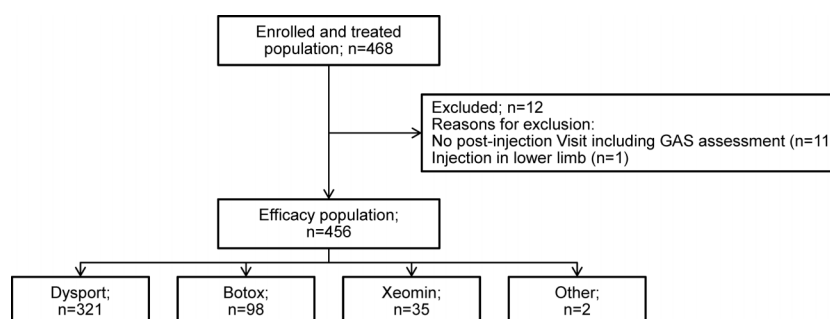 Enrolled and treated
population; n=468
Excluded; n=12
Reasons for exclusion:
No post-injection Visit including GAS assessment (n=11
Injection in lower limb (n=1)
Efficacy population;
n=456
Dysport;
n=321
Botox;
n=98
Xeomin;
n=35
Other;
n=2